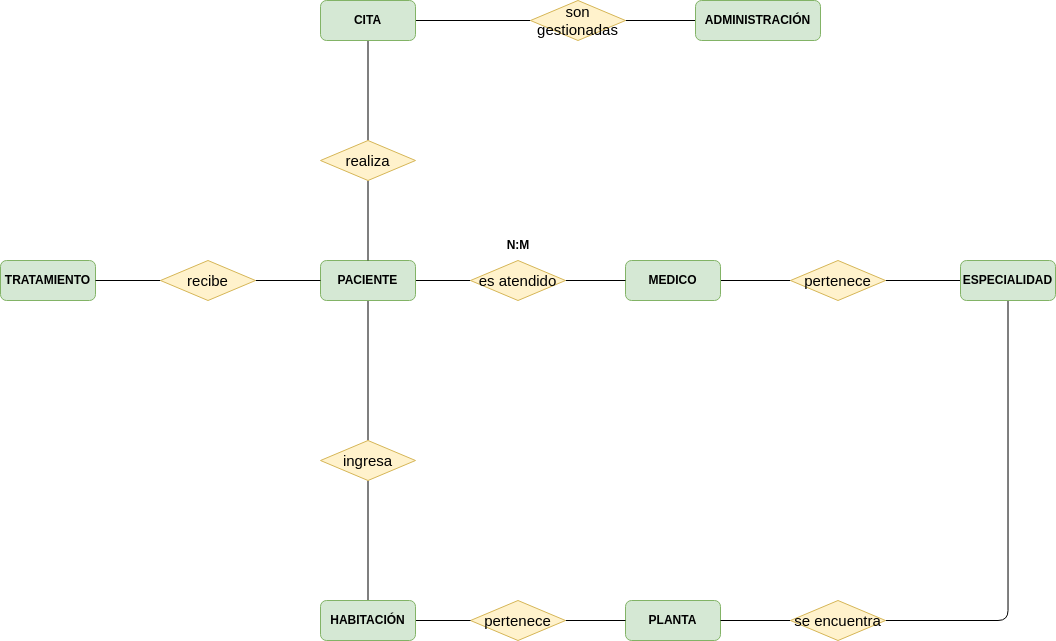 CITA
son
gestionadas
ADMINISTRACIÓN
realiza
N:M
TRATAMIENTO
recibe
PACIENTE
es atendido
MEDICO
pertenece
ESPECIALIDAD
ingresa
HABITACIÓN
pertenece
PLANTA
se encuentra